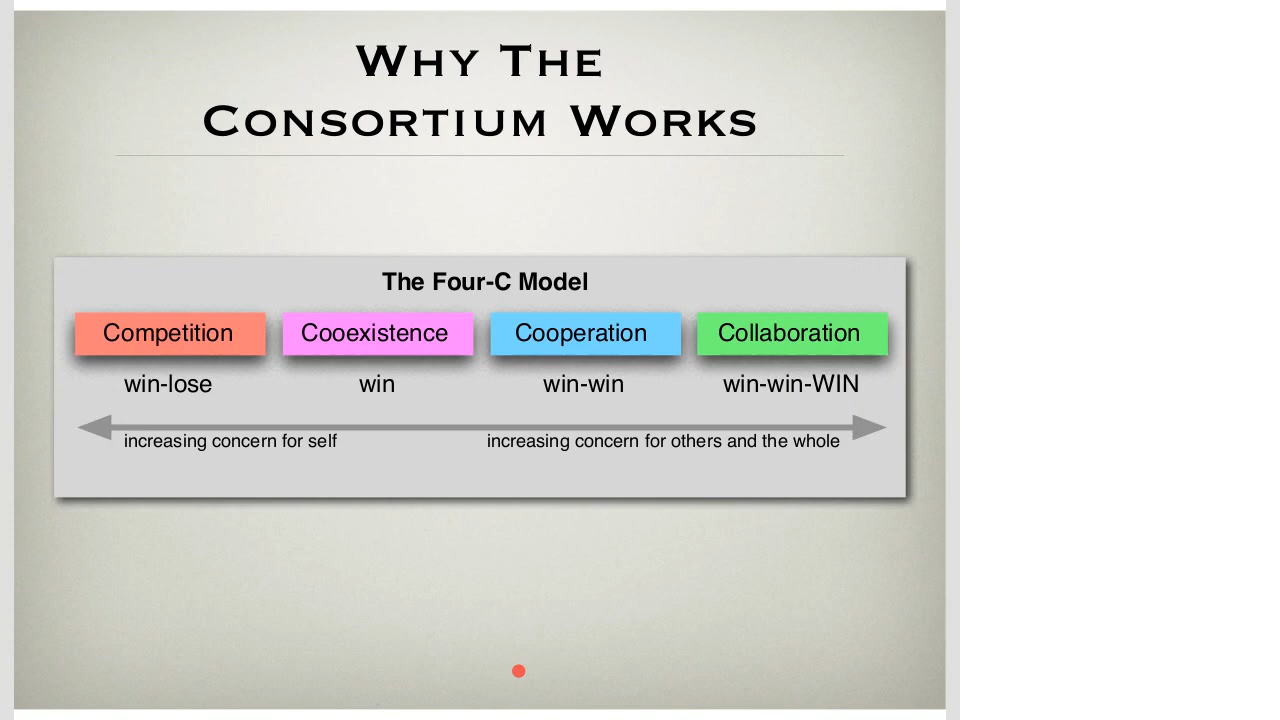 Why The
Consortium Works
The Four-C Model
Competition Cooexistence Cooperation Collaboration
win-lose win win-win win-win-WIN
increasing concern for self increasing concern for others and the whole